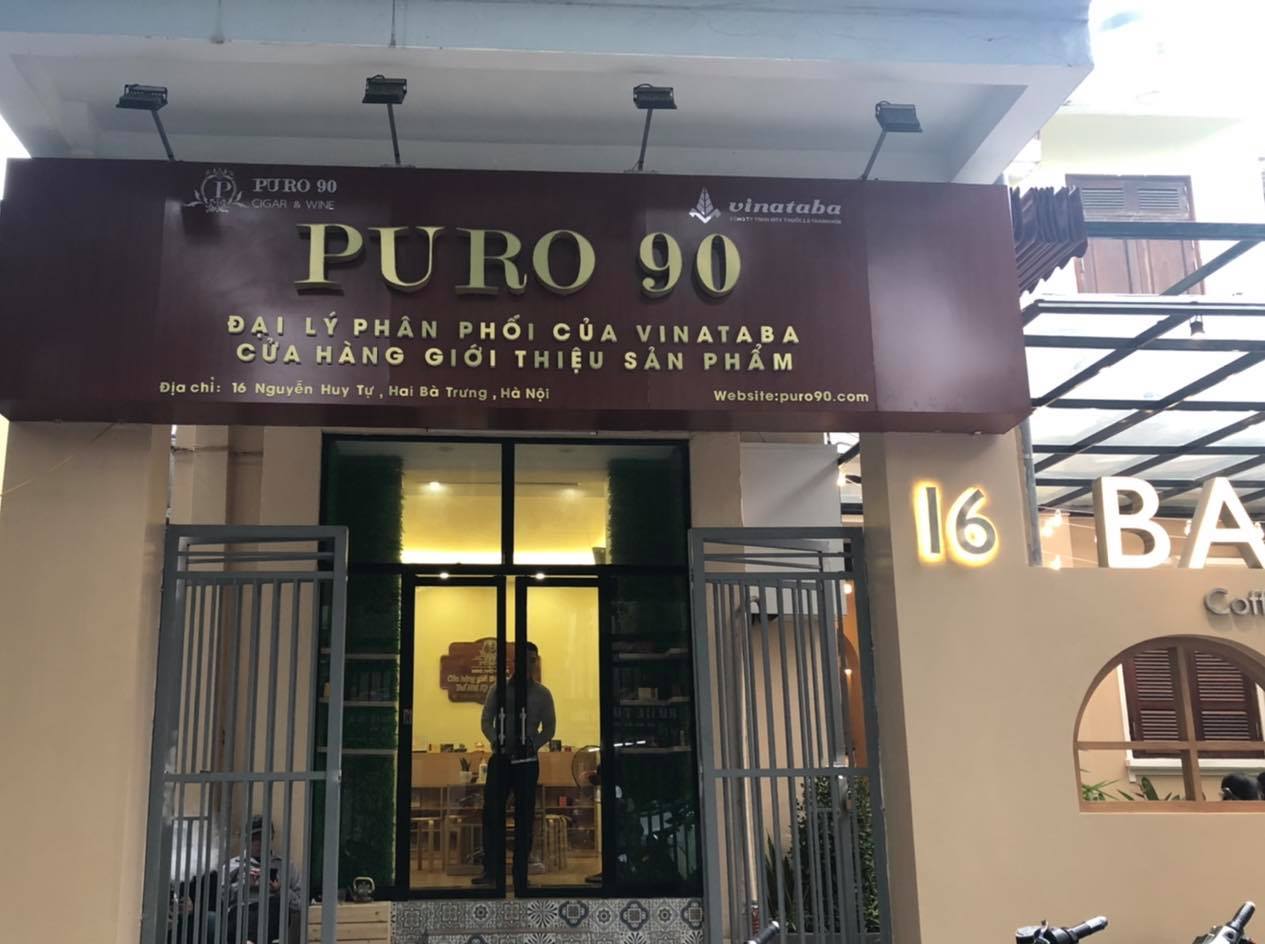 PURO 90
CIGAR & WINE
vinataba
PURO 90
ĐẠI LÝ PHÂN PHỐI CỦA VINATABA
CỬA HÀNG GIỚI THIỆU SẢN PHẨM
Địa chỉ: 16 Nguyễn Huy Tự, Hai Bà Trưng, Hà Nội
Website:puro90.com
16
BA
Coff